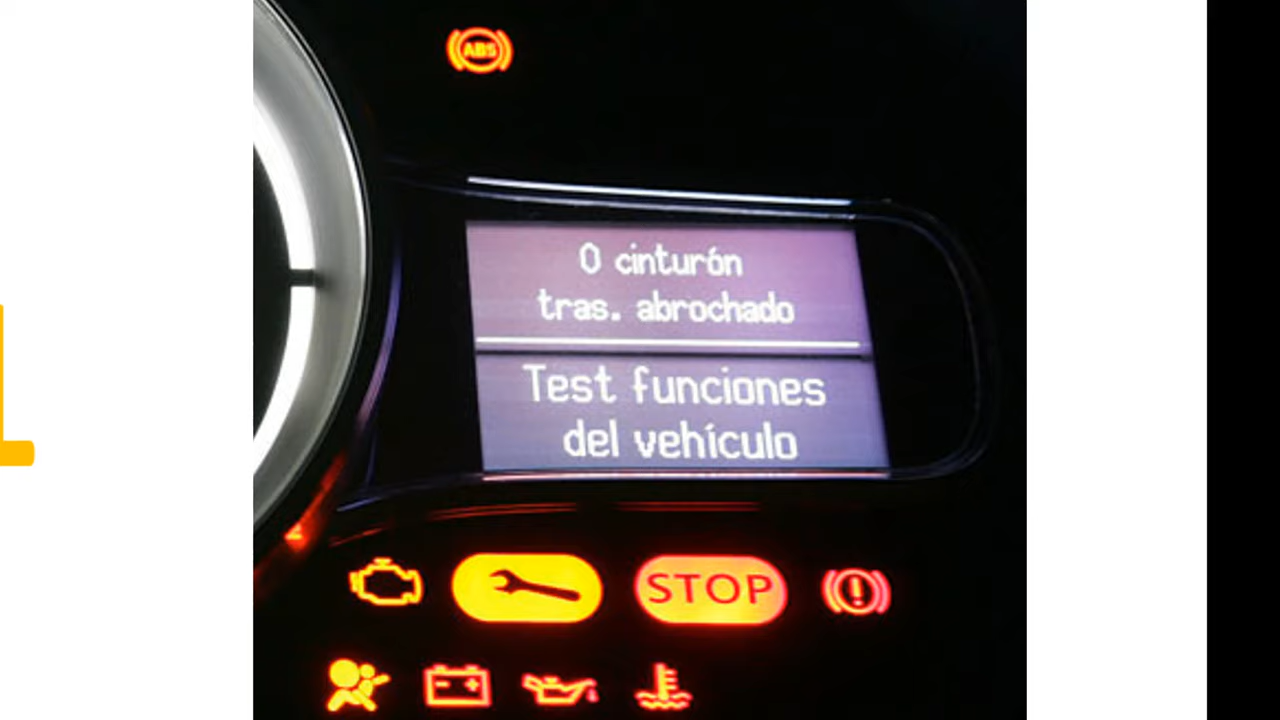 ABS
0 cinturón
tras. abrochado
Test funciones
del vehículo
STOP